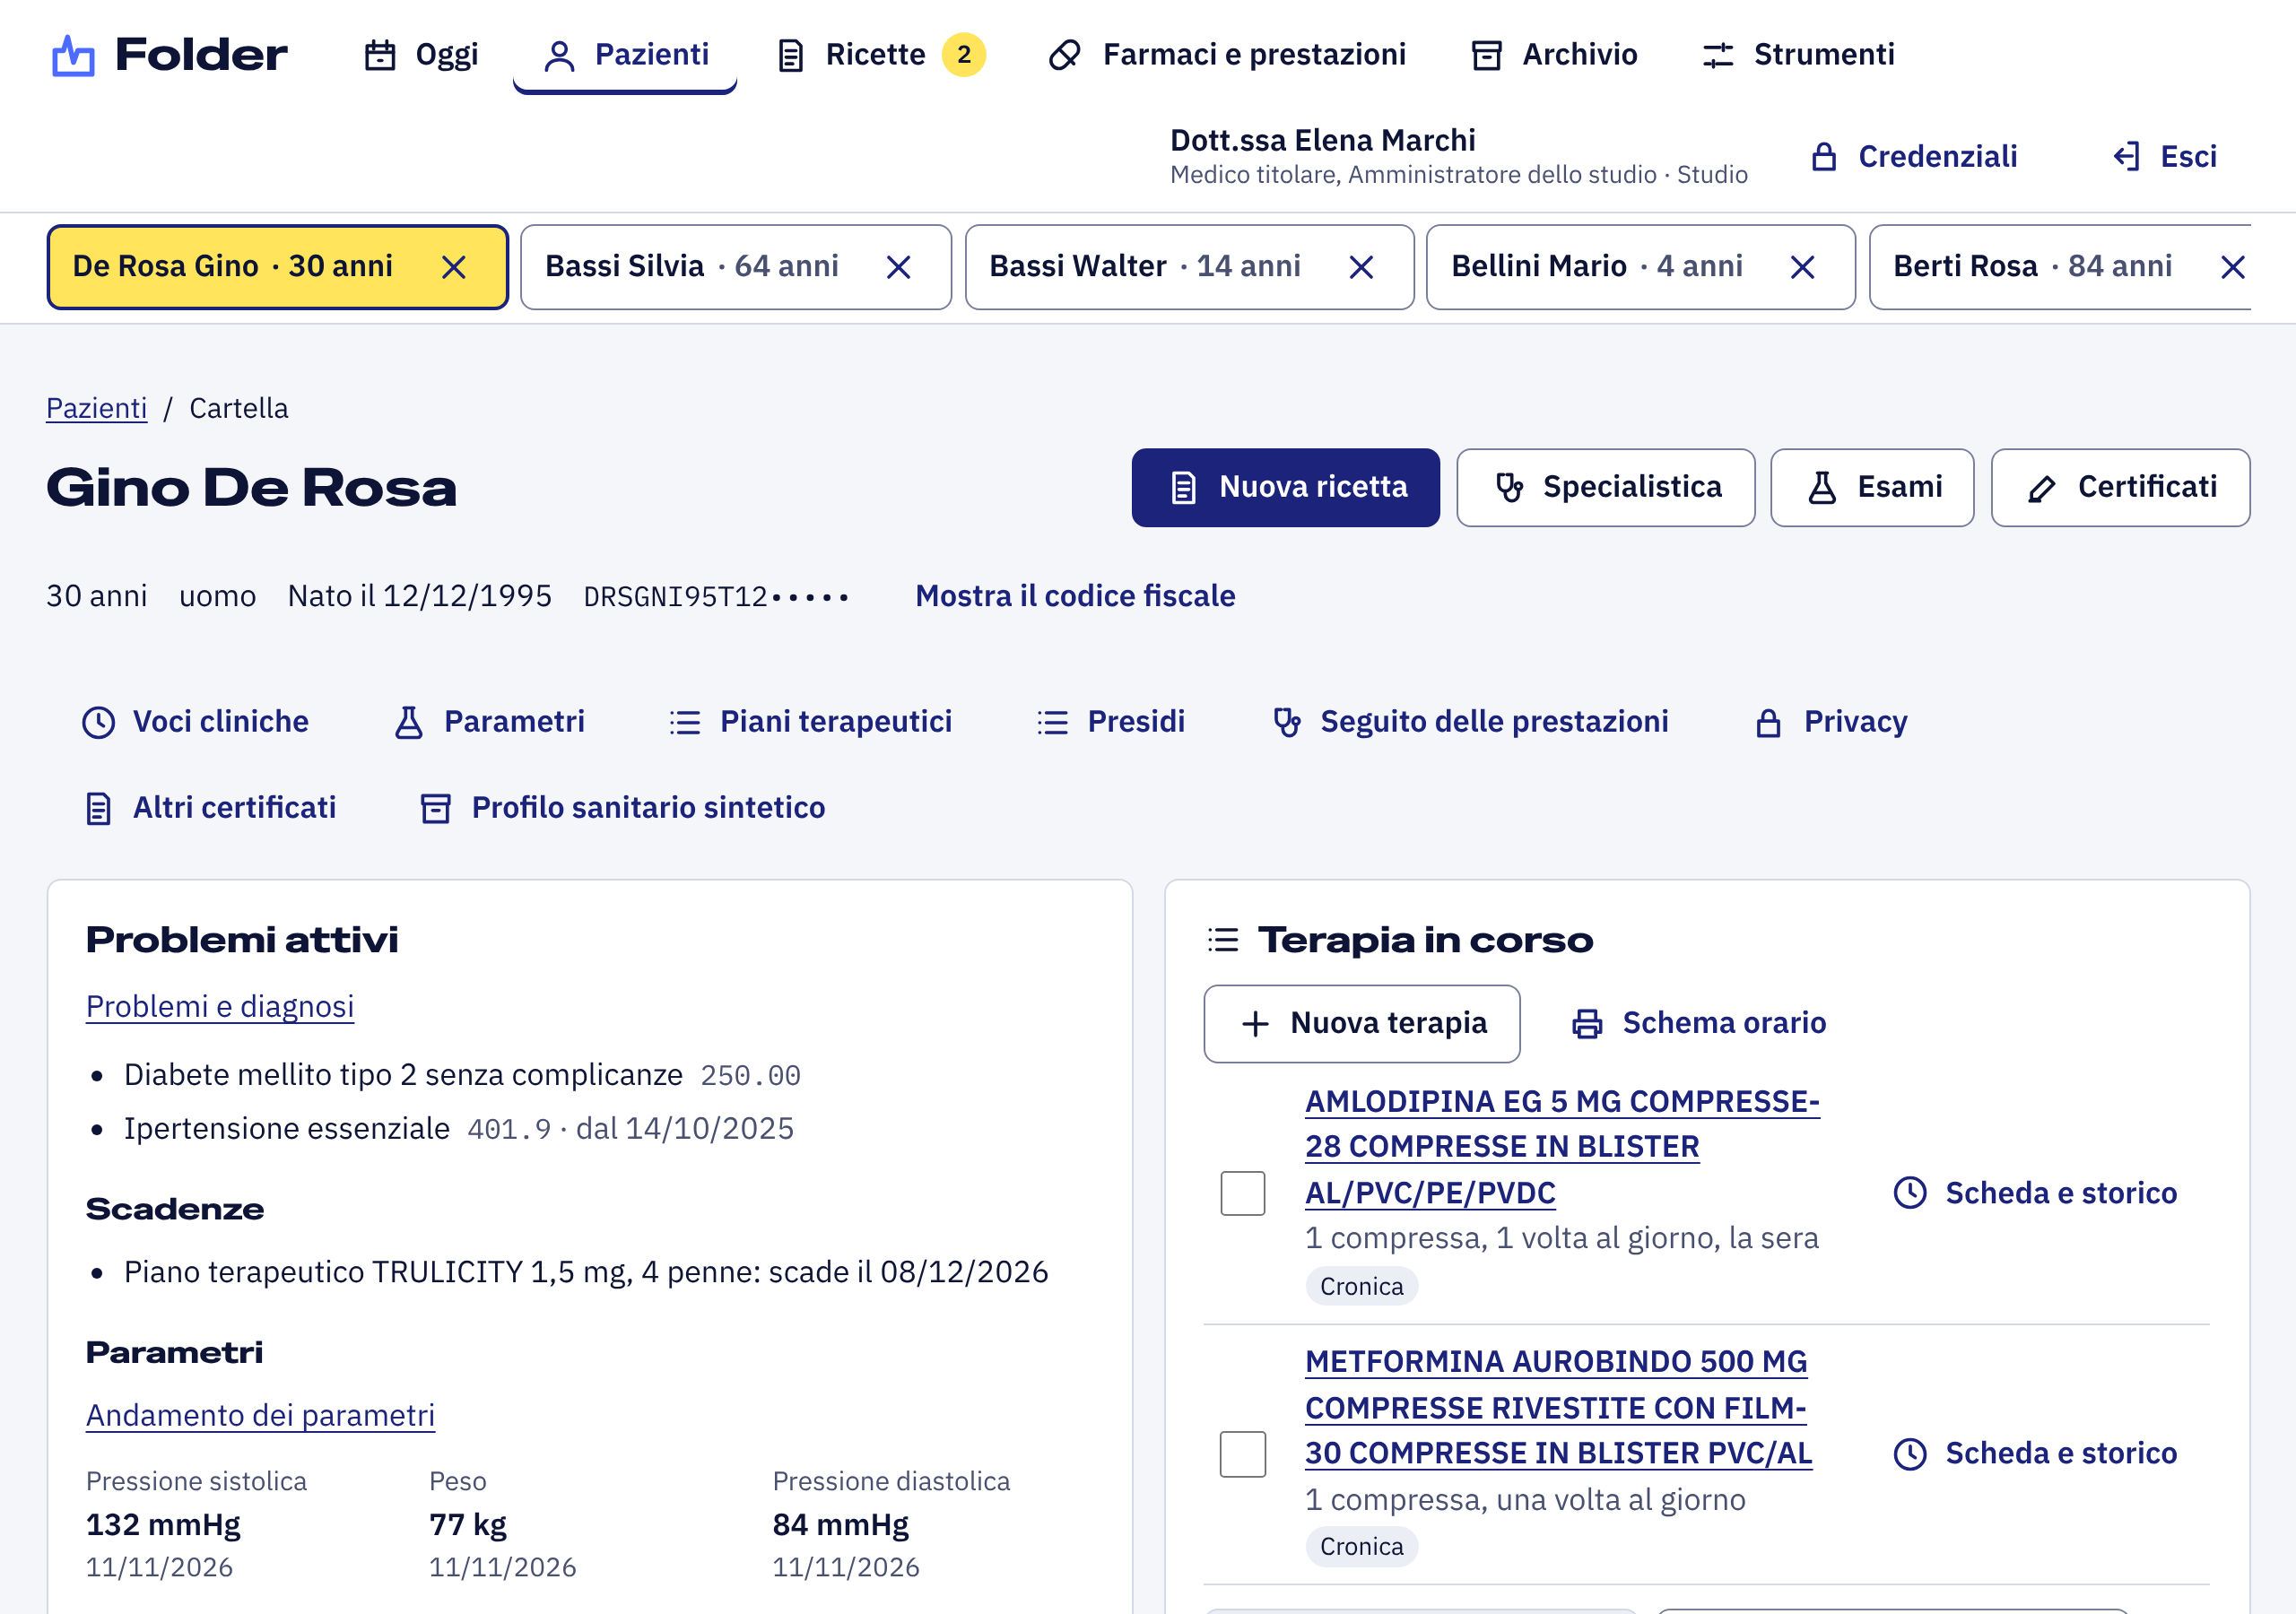 Folder
Oggi
Pazienti
Ricette 2
Farmaci e prestazioni
Archivio
Strumenti
Dott.ssa Elena Marchi
Medico titolare, Amministratore dello studio · Studio
Credenziali
Esci
De Rosa Gino · 30 anni
Bassi Silvia · 64 anni
Bassi Walter · 14 anni
Bellini Mario · 4 anni
Berti Rosa · 84 anni
Pazienti / Cartella
Gino De Rosa
Nuova ricetta
Specialistica
Esami
Certificati
30 anni uomo Nato il 12/12/1995 DRSGNI95T12••••• Mostra il codice fiscale
Voci cliniche
Parametri
Piani terapeutici
Presidi
Seguito delle prestazioni
Privacy
Altri certificati
Profilo sanitario sintetico
Problemi attivi
Problemi e diagnosi
• Diabete mellito tipo 2 senza complicanze 250.00
• Ipertensione essenziale 401.9 · dal 14/10/2025
Scadenze
• Piano terapeutico TRULICITY 1,5 mg, 4 penne: scade il 08/12/2026
Parametri
Andamento dei parametri
Pressione sistolica
132 mmHg
11/11/2026
Peso
77 kg
11/11/2026
Pressione diastolica
84 mmHg
11/11/2026
Terapia in corso
Nuova terapia
Schema orario
AMLODIPINA EG 5 MG COMPRESSE-
28 COMPRESSE IN BLISTER
AL/PVC/PE/PVDC
1 compressa, 1 volta al giorno, la sera
Cronica
Scheda e storico
METFORMINA AUROBINDO 500 MG
COMPRESSE RIVESTITE CON FILM-
30 COMPRESSE IN BLISTER PVC/AL
1 compressa, una volta al giorno
Cronica
Scheda e storico